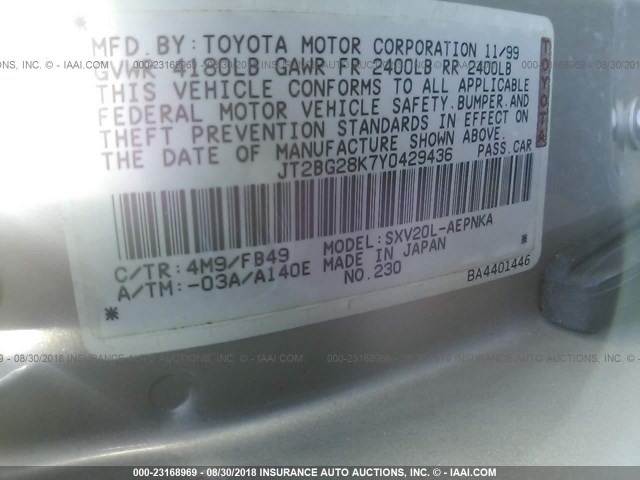 MFD. BY: TOYOTA MOTOR CORPORATION 11/99
GVWR 4180LB GAWR FR 2400LB RR 2400LB
THIS VEHICLE CONFORMS TO ALL APPLICABLE
FEDERAL MOTOR VEHICLE SAFETY, BUMPER, AND
THEFT PREVENTION STANDARDS IN EFFECT ON
THE DATE OF MANUFACTURE SHOWN ABOVE.
JT2BG28K7Y0429436 PASS. CAR
TOYOTA
C/TR: 4M9/FB49 MODEL: SXV20L-AEPNKA
A/TM: -03A/A140E MADE IN JAPAN
NO. 230
BA4401446
000-23168969 - 08/30/2018 INSURANCE AUTO AUCTIONS - WWW.IAAI.COM